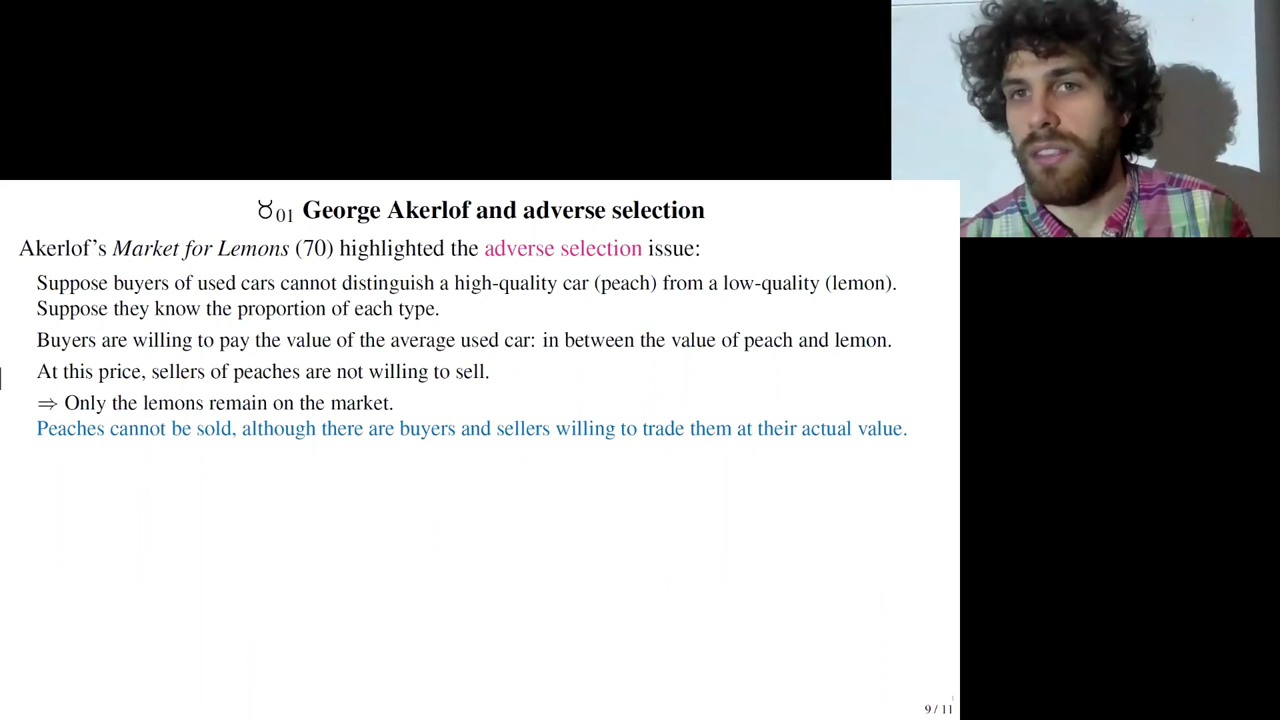 ♉01 George Akerlof and adverse selection
Akerlof's Market for Lemons (70) highlighted the adverse selection issue:
Suppose buyers of used cars cannot distinguish a high-quality car (peach) from a low-quality (lemon).
Suppose they know the proportion of each type.
Buyers are willing to pay the value of the average used car: in between the value of peach and lemon.
At this price, sellers of peaches are not willing to sell.
⇒ Only the lemons remain on the market.
Peaches cannot be sold, although there are buyers and sellers willing to trade them at their actual value.
9 / 11